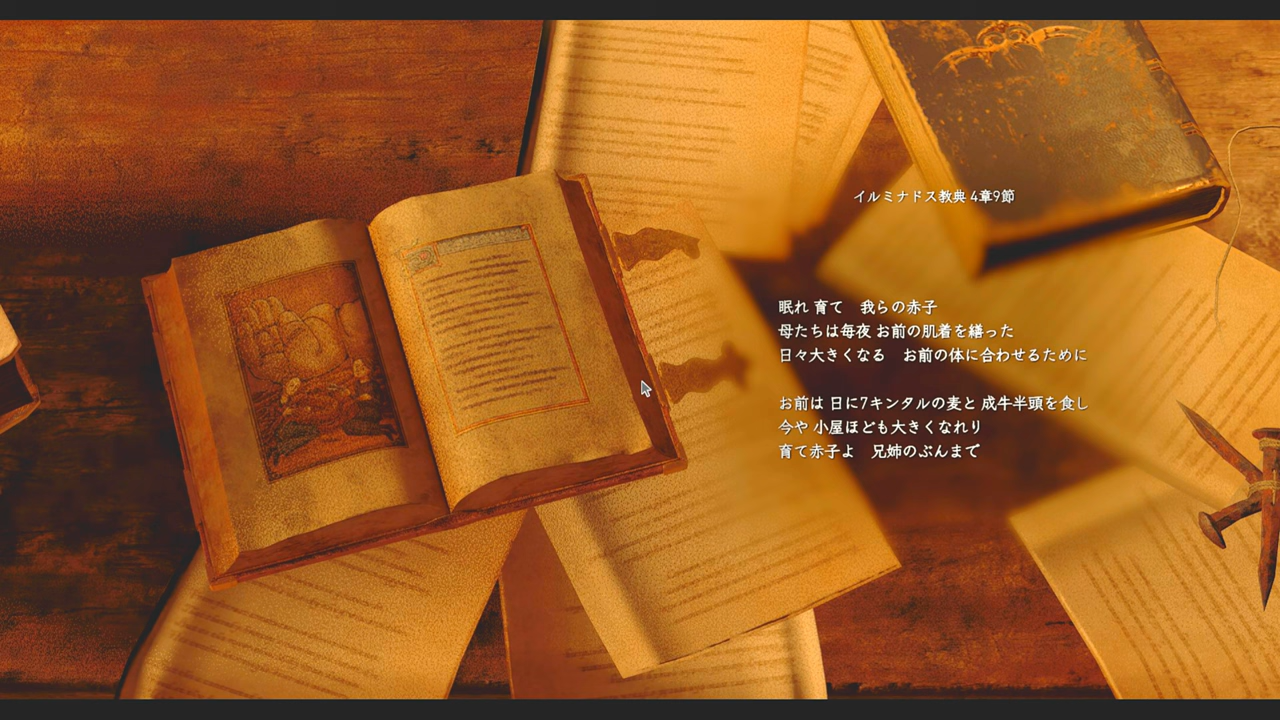 イルミナドス教典 4章9節
眠れ 育て　我らの赤子
母たちは毎夜 お前の肌着を繕った
日々大きくなる　お前の体に合わせるために
お前は 日に7キンタルの麦と 成牛半頭を食し
今や 小屋ほども大きくなれり
育て赤子よ　兄姉のぶんまで